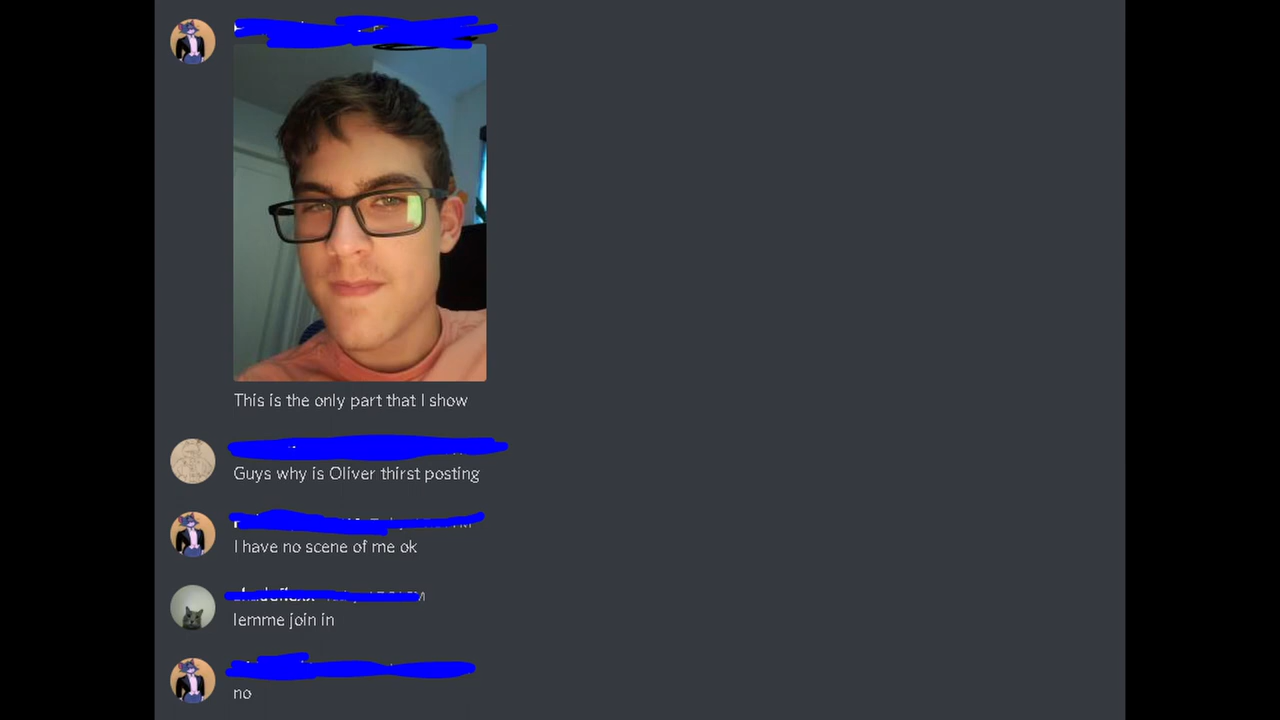 This is the only part that I show
Guys why is Oliver thirst posting
I have no scene of me ok
lemme join in
no